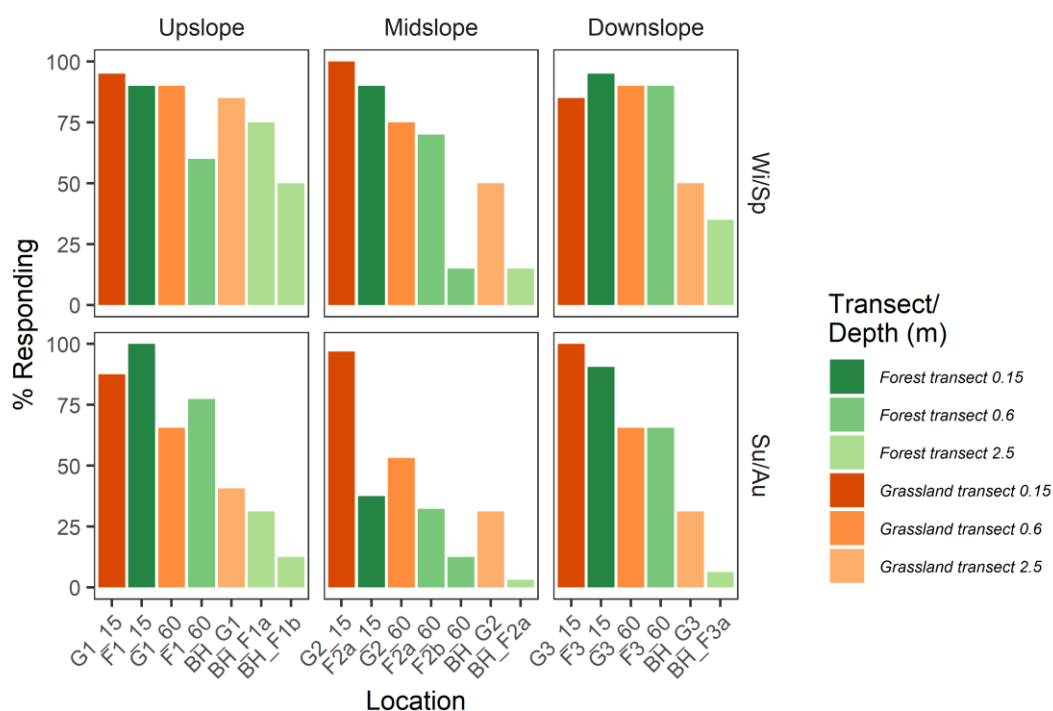 Upslope
Midslope
Downslope
100
75
50
25
0
Wi/Sp
100
75
50
25
0
Su/Au
% Responding
G1_15
F1_15
G1_60
F1_60
BH_G1
BH_F1a
BH_F1b
G2_15
F2a_15
G2_60
F2a_60
F2b_60
BH_G2
BH_F2a
G3_15
F3_15
G3_60
F3_60
BH_G3
BH_F3a
Location
Transect/
Depth (m)
Forest transect 0.15
Forest transect 0.6
Forest transect 2.5
Grassland transect 0.15
Grassland transect 0.6
Grassland transect 2.5